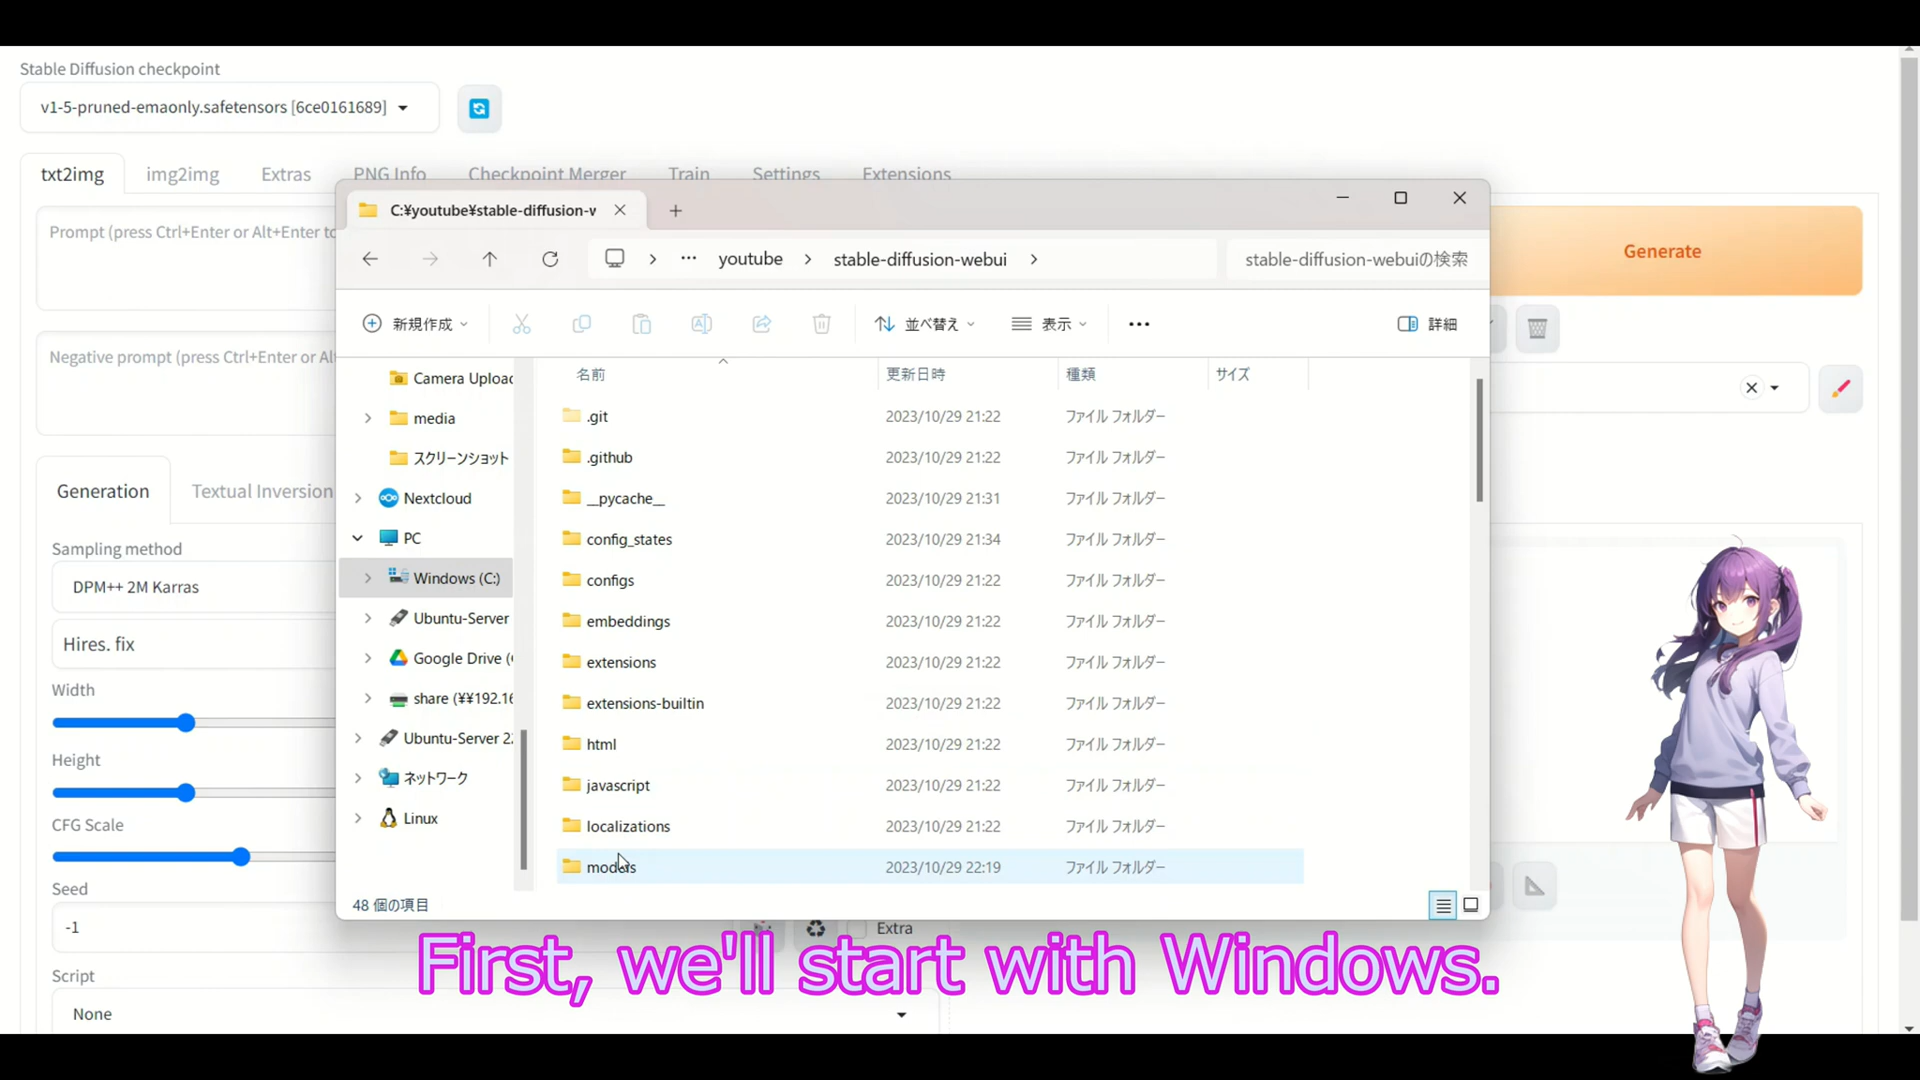 Stable Diffusion checkpoint
v1-5-pruned-emaonly.safetensors [6ce0161689]
txt2img img2img Extras PNG Info Checkpoint Merger Train Settings Extensions
C:¥youtube¥stable-diffusion-w
Prompt (press Ctrl+Enter or Alt+Enter to
Generate
youtube stable-diffusion-webui stable-diffusion-webuiの検索
新規作成 並べ替え 表示 詳細
Negative prompt (press Ctrl+Enter or Al
名前 更新日時 種類 サイズ
Camera Upload
media
スクリーンショット
Nextcloud
PC
Windows (C:)
Ubuntu-Server
Google Drive (
share (¥¥192.16
Ubuntu-Server 22
ネットワーク
Linux
.git 2023/10/29 21:22 ファイル フォルダー
.github 2023/10/29 21:22 ファイル フォルダー
__pycache__ 2023/10/29 21:31 ファイル フォルダー
config_states 2023/10/29 21:34 ファイル フォルダー
configs 2023/10/29 21:22 ファイル フォルダー
embeddings 2023/10/29 21:22 ファイル フォルダー
extensions 2023/10/29 21:22 ファイル フォルダー
extensions-builtin 2023/10/29 21:22 ファイル フォルダー
html 2023/10/29 21:22 ファイル フォルダー
javascript 2023/10/29 21:22 ファイル フォルダー
localizations 2023/10/29 21:22 ファイル フォルダー
models 2023/10/29 22:19 ファイル フォルダー
48 個の項目
Generation Textual Inversion
Sampling method
DPM++ 2M Karras
Hires. fix
Width
Height
CFG Scale
Seed
-1
Extra
Script
None
First, we'll start with Windows.